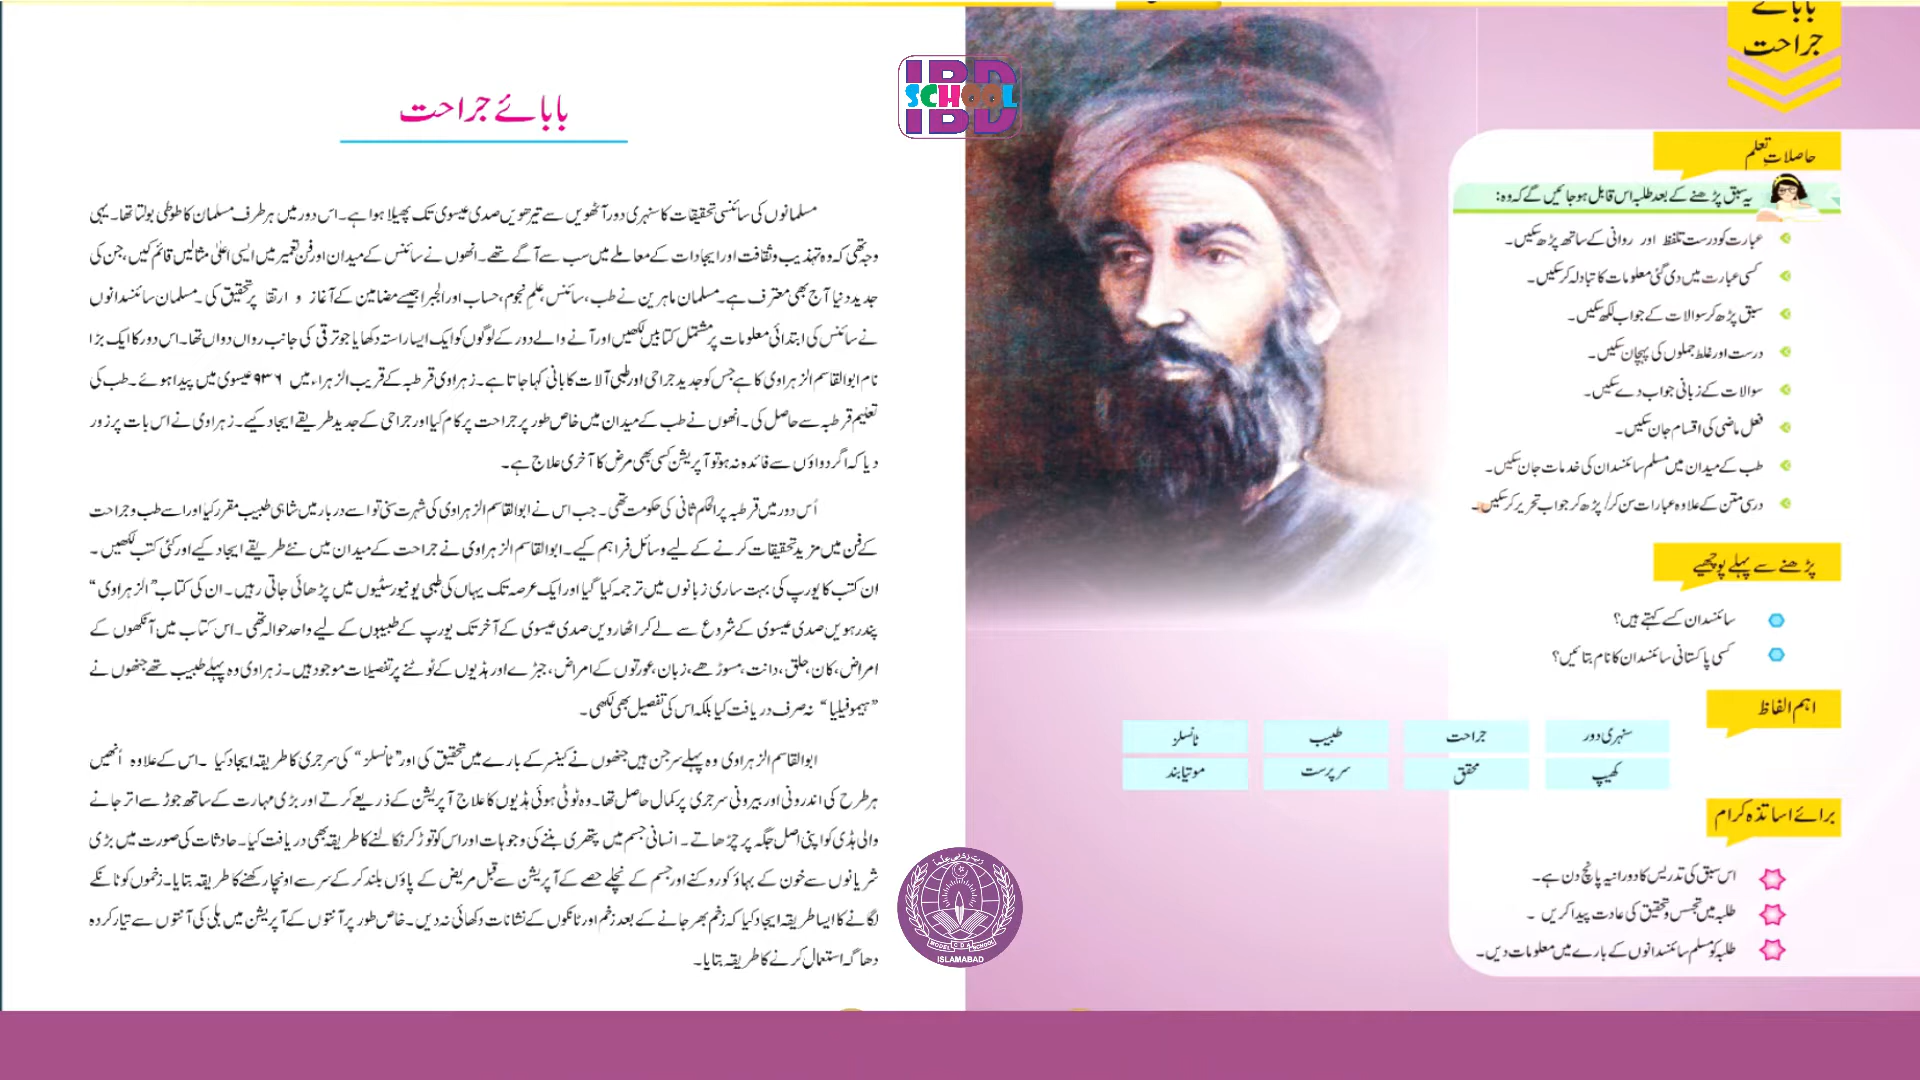 بابائے
جراحت
حاصلاتِ تعلم
یہ سبق پڑھنے کے بعد طلبہ اس قابل ہو جائیں گے کہ وہ:
عبارت کو درست تلفظ اور روانی کے ساتھ پڑھ سکیں۔
کسی عبارت میں دی گئی معلومات کا تبادلہ کر سکیں۔
سبق پڑھ کر سوالات کے جواب لکھ سکیں۔
درست اور غلط جملوں کی پہچان سکیں۔
سوالات کے زبانی جواب دے سکیں۔
فعل ماضی کی اقسام جان سکیں۔
طب کے میدان میں مسلم سائنسدان کی خدمات جان سکیں۔
درسی متن کے علاوہ عبارات سن کر/ پڑھ کر جواب تحریر کر سکیں۔
پڑھنے سے پہلے پوچھیے
سائنسدان کسے کہتے ہیں؟
کسی پاکستانی سائنسدان کا نام بتائیں؟
اہم الفاظ
سنہری دور جراحت طبیب ٹانسلز
کھیپ محقق سرپرست موتیا بند
برائے اساتذہ کرام
اس سبق کی تدریس کا دورانیہ پانچ دن ہے۔
طلبہ میں تجسس و تحقیق کی عادت پیدا کریں ۔
طلبہ کو مسلم سائنسدانوں کے بارے میں معلومات دیں۔
IBD
SCHOOL
IBD
بابائے جراحت
مسلمانوں کی سائنسی تحقیقات کا سنہری دور آٹھویں سے تیرھویں صدی عیسوی تک پھیلا ہوا ہے۔ اس دور میں ہر طرف مسلمان کا طوطی بولتا تھا۔ یہی
وجہ تھی کہ وہ تہذیب و ثقافت اور ایجادات کے معاملے میں سب سے آگے تھے۔ انھوں نے سائنس کے میدان اور فنِ تعمیر میں ایسی اعلٰی مثالیں قائم کیں، جن کی
جدید دنیا آج بھی معترف ہے۔ مسلمان ماہرین نے طب، سائنس، علمِ نجوم، حساب اور الجبرا جیسے مضامین کے آغاز و ارتقا پر تحقیق کی۔ مسلمان سائنسدانوں
نے سائنس کی ابتدائی معلومات پر مشتمل کتابیں لکھیں اور آنے والے دور کے لوگوں کو ایک ایسا راستہ دکھایا جو ترقی کی جانب رواں دواں تھا۔ اس دور کا ایک بڑا
نام ابوالقاسم الزہراوی کا ہے جس کو جدید جراحی اور طبی آلات کا بانی کہا جاتا ہے۔ زہراوی قرطبہ کے قریب الزہراء میں ۹۳۶ عیسوی میں پیدا ہوئے۔ طب کی
تعلیم قرطبہ سے حاصل کی۔ انھوں نے طب کے میدان میں خاص طور پر جراحت پر کام کیا اور جراحی کے جدید طریقے ایجاد کیے۔ زہراوی نے اس بات پر زور
دیا کہ اگر دواؤں سے فائدہ نہ ہو تو آپریشن کسی بھی مرض کا آخری علاج ہے۔
اُس دور میں قرطبہ پر الحکم ثانی کی حکومت تھی۔ جب اس نے ابوالقاسم الزہراوی کی شہرت سنی تو اسے دربار میں شاہی طبیب مقرر کیا اور اسے طب و جراحت
کے فن میں مزید تحقیقات کرنے کے لیے وسائل فراہم کیے۔ ابوالقاسم الزہراوی نے جراحت کے میدان میں نئے طریقے ایجاد کیے اور کئی کتب لکھیں ۔
ان کتب کا یورپ کی بہت ساری زبانوں میں ترجمہ کیا گیا اور ایک عرصہ تک یہاں کی طبی یونیورسٹیوں میں پڑھائی جاتی رہیں۔ ان کی کتاب ”الزہراوی“
پندرہویں صدی عیسوی کے شروع سے لے کر اٹھارویں صدی عیسوی کے آخر تک یورپ کے طبیبوں کے لیے واحد حوالہ تھی ۔ اس کتاب میں آنکھوں کے
امراض، کان، حلق، دانت، مسوڑھے، زبان، عورتوں کے امراض، جبڑے اور ہڈیوں کے ٹوٹنے پر تفصیلات موجود ہیں۔ زہراوی وہ پہلے طبیب تھے جنھوں نے
”ہیموفیلیا“ نہ صرف دریافت کیا بلکہ اس کی تفصیل بھی لکھی۔
ابوالقاسم الزہراوی وہ پہلے سرجن ہیں جنھوں نے کینسر کے بارے میں تحقیق کی اور ”ٹانسلز“ کی سرجری کا طریقہ ایجاد کیا ۔ اس کے علاوہ اُنھیں
ہر طرح کی اندرونی اور بیرونی سرجری پر کمال حاصل تھا۔ وہ ٹوٹی ہوئی ہڈیوں کا علاج آپریشن کے ذریعے کرتے اور بڑی مہارت کے ساتھ جوڑ سے اتر جانے
والی ہڈی کو اپنی اصل جگہ پر چڑھاتے۔ انسانی جسم میں پتھری بننے کی وجوہات اور اس کو توڑ کر نکالنے کا طریقہ بھی دریافت کیا۔ حادثات کی صورت میں بڑی
شریانوں سے خون کے بہاؤ کو روکنے اور جسم کے نچلے حصے کے آپریشن سے قبل مریض کے پاؤں بلند کر کے سر سے اونچا رکھنے کا طریقہ بتایا۔ زخموں کو ٹانکے
لگانے کا ایسا طریقہ ایجاد کیا کہ زخم بھر جانے کے بعد زخم اور ٹانکوں کے نشانات دکھائی نہ دیں۔ خاص طور پر آنتوں کے آپریشن میں بلی کی آنتوں سے تیار کردہ
دھاگہ استعمال کرنے کا طریقہ بتایا۔
رب زدنی علما
MODEL CDA SCHOOL
ISLAMABAD